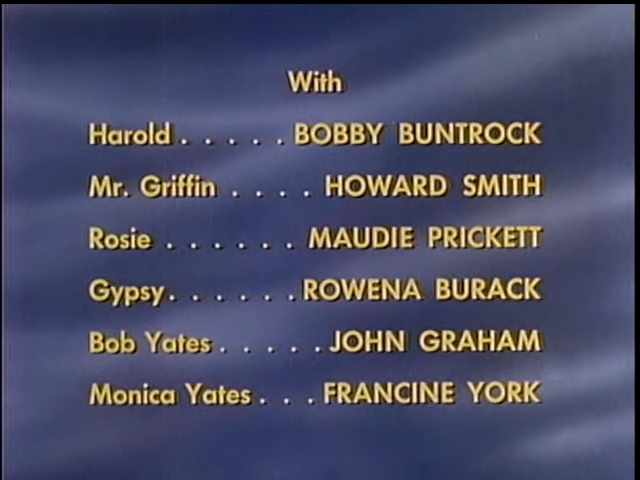 With
Harold . . . . . BOBBY BUNTROCK
Mr. Griffin . . . . HOWARD SMITH
Rosie . . . . . . MAUDIE PRICKETT
Gypsy . . . . . . ROWENA BURACK
Bob Yates . . . . . JOHN GRAHAM
Monica Yates . . . FRANCINE YORK